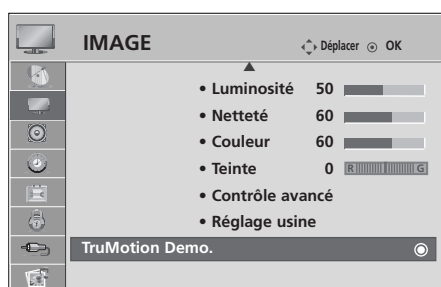 IMAGE Déplacer OK
• Luminosité 50
• Netteté 60
• Couleur 60
• Teinte 0 R G
• Contrôle avancé
• Réglage usine
TruMotion Demo.